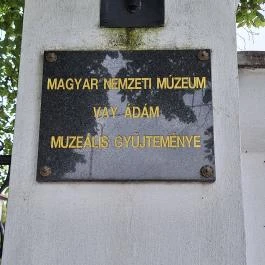 MAGYAR NEMZETI MÚZEUM
VAY ÁDÁM
MUZEÁLIS GYŰJTEMÉNYE